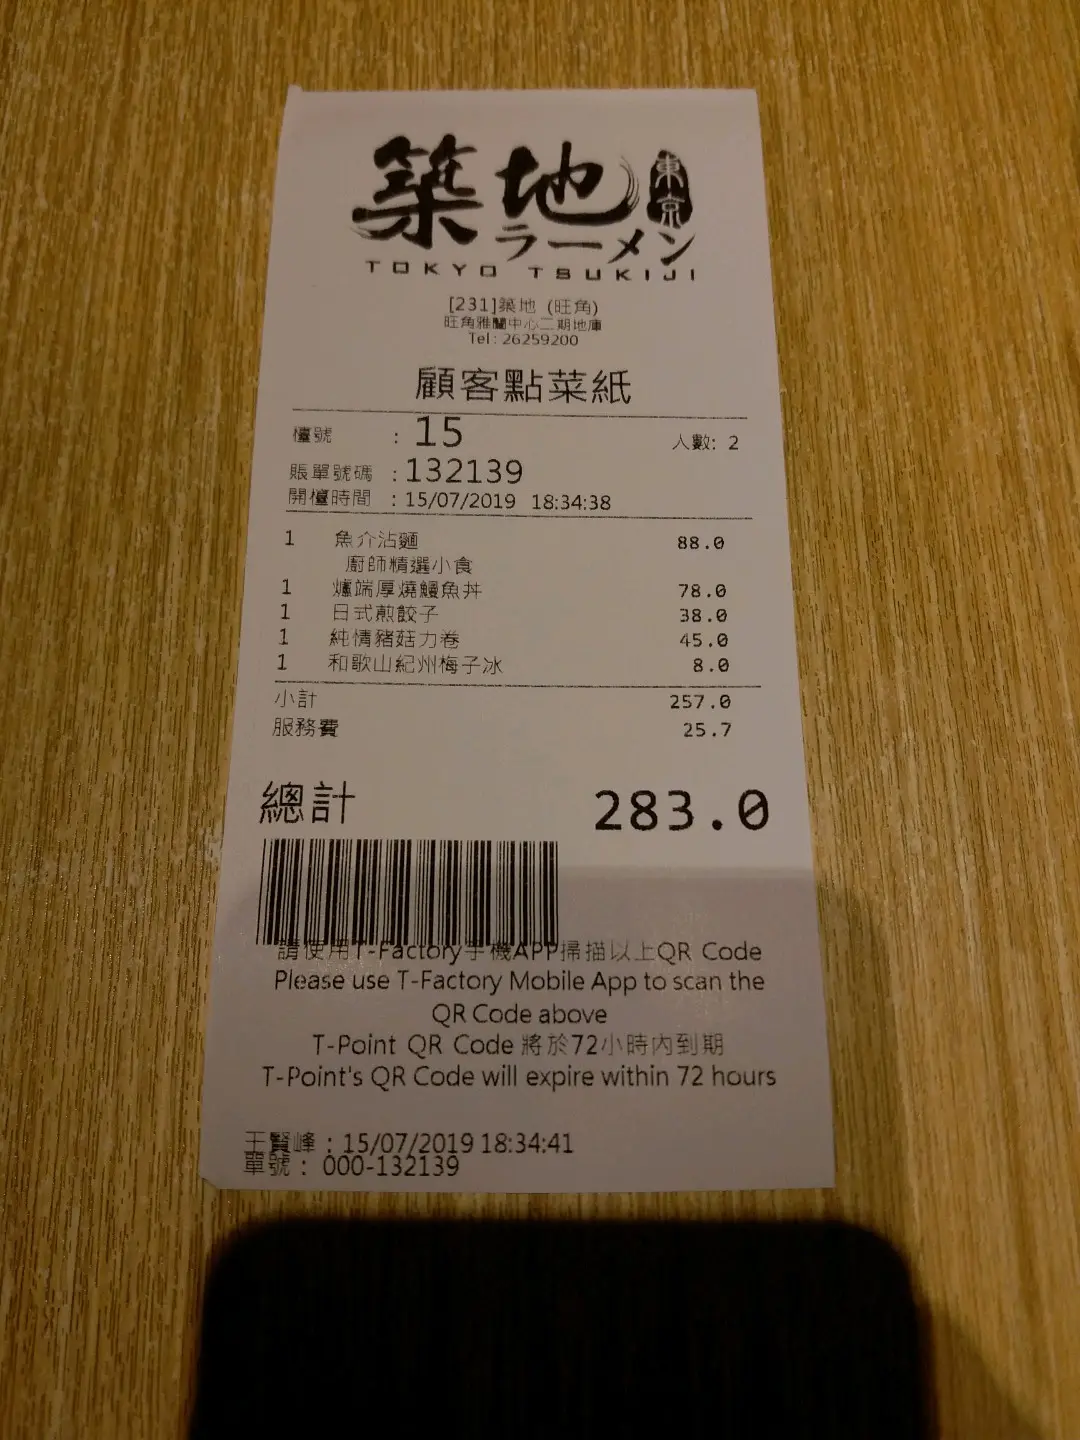 築地 東京
ラーメン
TOKYO TSUKIJI
[231]築地 (旺角)
旺角雅蘭中心二期地庫
Tel: 26259200
顧客點菜紙
檯號 : 15 人數: 2
賬單號碼 : 132139
開檯時間 : 15/07/2019 18:34:38
1 魚介沾麵 88.0
廚師精選小食
1 爐端厚燒鰻魚丼 78.0
1 日式煎餃子 38.0
1 純情豬菇力卷 45.0
1 和歌山紀州梅子冰 8.0
小計 257.0
服務費 25.7
總計 283.0
請使用T-Factory手機APP掃描以上QR Code
Please use T-Factory Mobile App to scan the
QR Code above
T-Point QR Code 將於72小時內到期
T-Point's QR Code will expire within 72 hours
王賢峰 : 15/07/2019 18:34:41
單號 : 000-132139